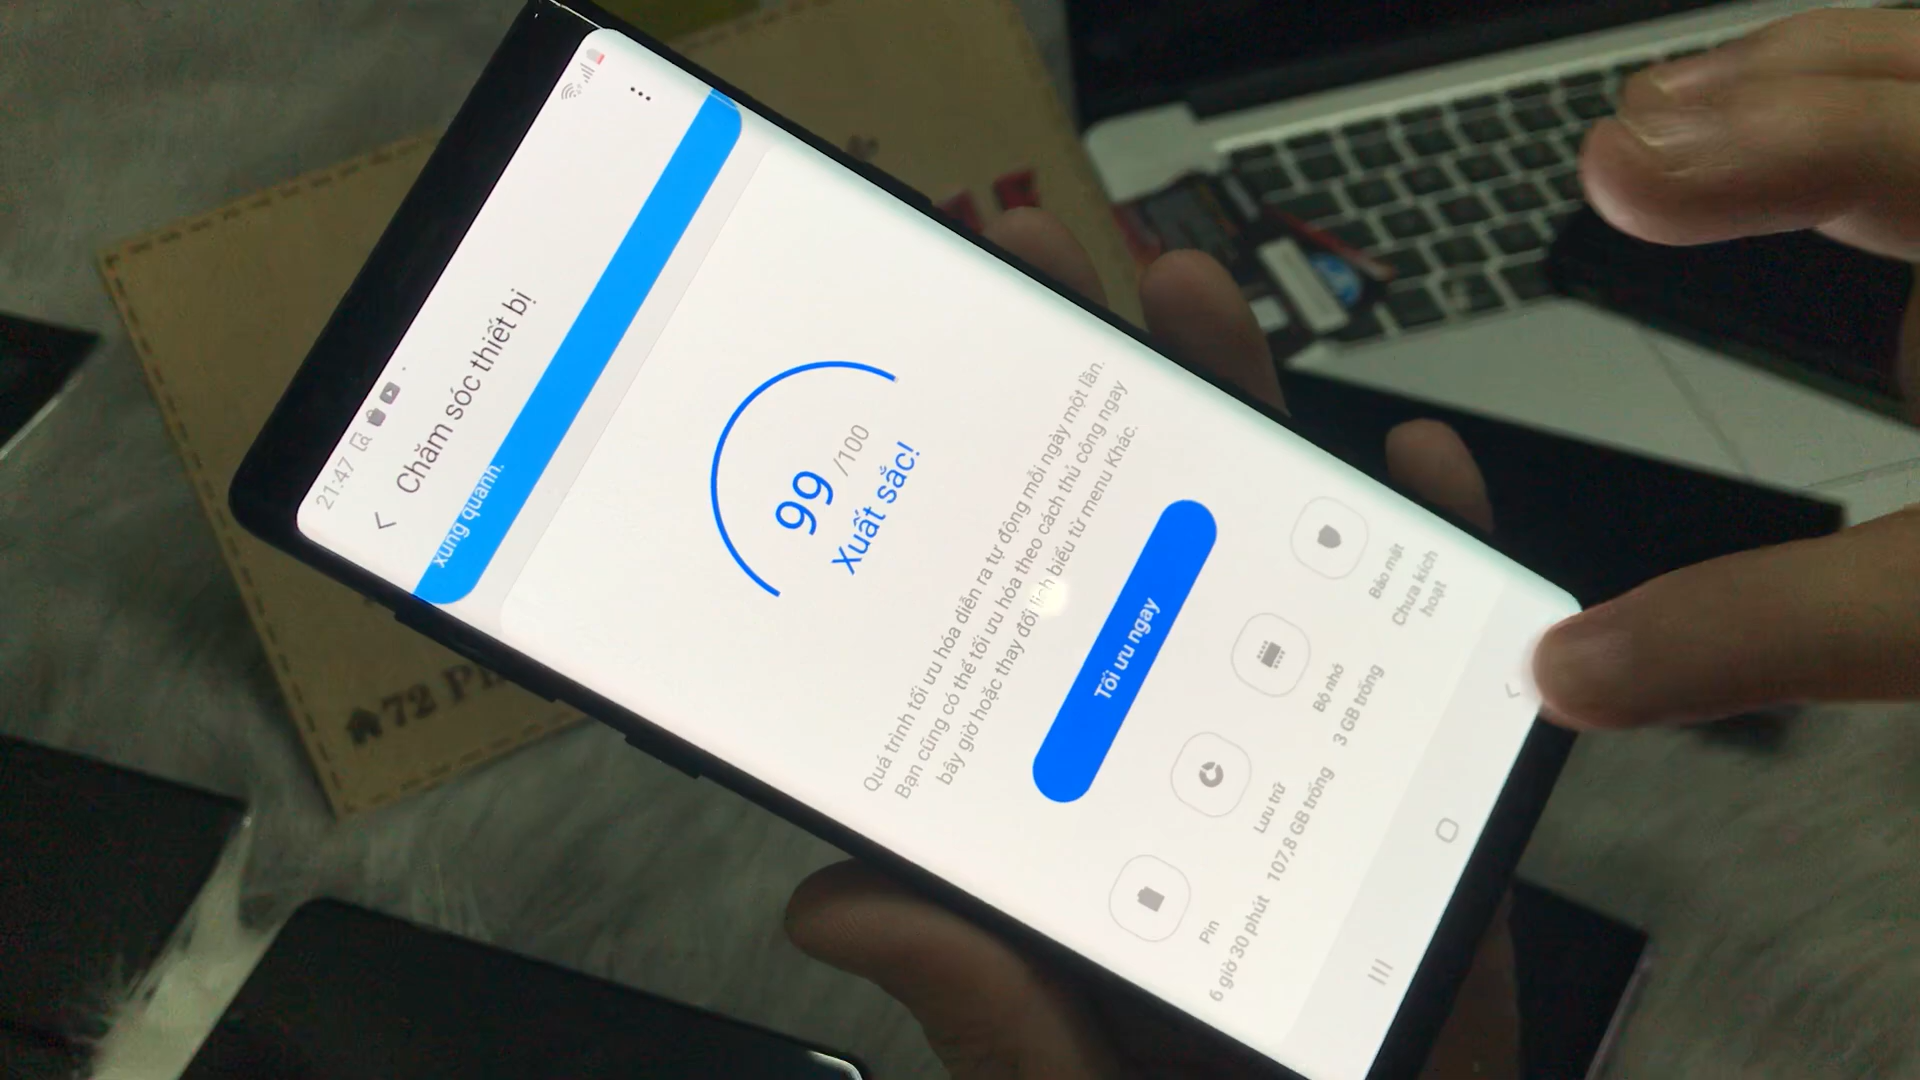 21:47
Chăm sóc thiết bị
xung quanh.
99 /100
Xuất sắc!
Quá trình tối ưu hóa diễn ra tự động mỗi ngày một lần.
Bạn cũng có thể tối ưu hóa theo cách thủ công ngay
bây giờ hoặc thay đổi lịch biểu từ menu Khác.
Tối ưu ngay
Pin
6 giờ 30 phút
Lưu trữ
107,8 GB trống
Bộ nhớ
3 GB trống
Bảo mật
Chưa kích
hoạt
72